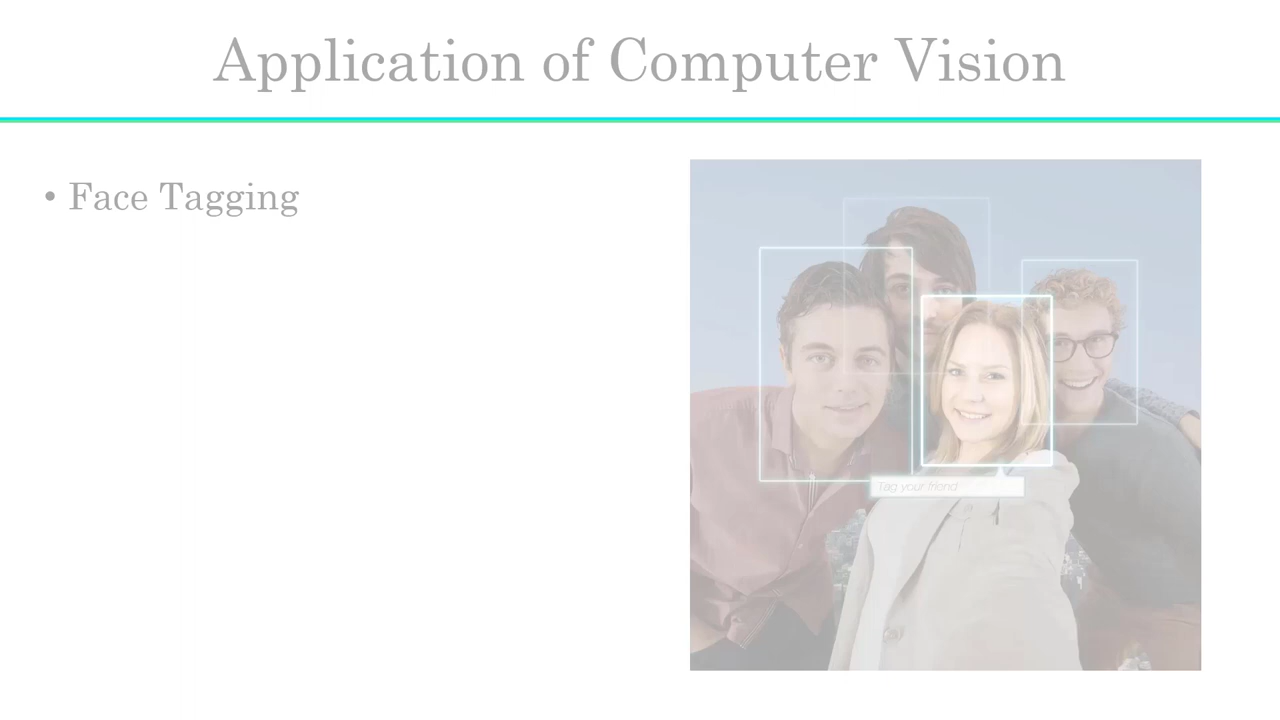 Application of Computer Vision
• Face Tagging
Tag your friend